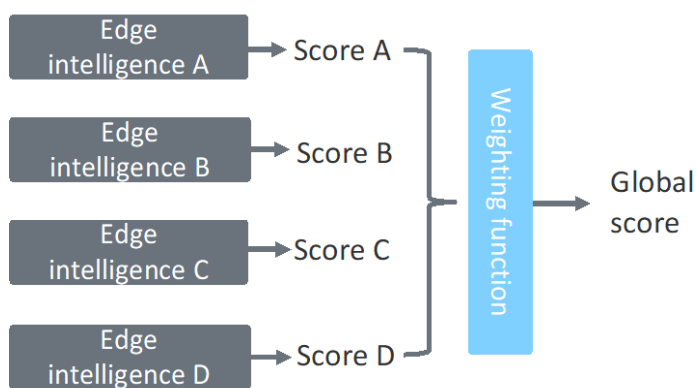 Edge
intelligence A
Score A
Edge
intelligence B
Score B
Edge
intelligence C
Score C
Edge
intelligence D
Score D
Weighting function
Global
score